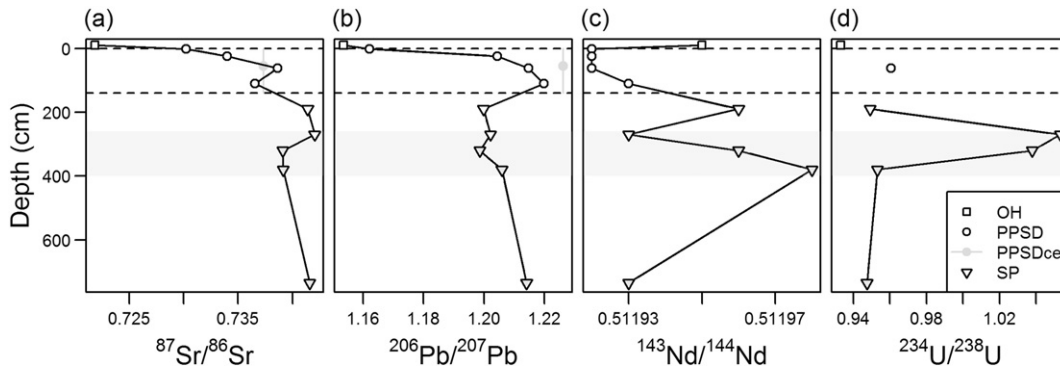 (a) (b) (c) (d)
Depth (cm)
0
200
400
600
0.725 0.735
1.16 1.18 1.20 1.22
0.51193 0.51197
0.94 0.98 1.02
OH
PPSD
PPSDce
SP
⁸⁷Sr/⁸⁶Sr ²⁰⁶Pb/²⁰⁷Pb ¹⁴³Nd/¹⁴⁴Nd ²³⁴U/²³⁸U